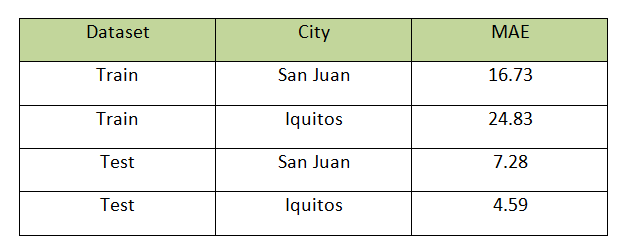 Dataset City MAE
Train San Juan 16.73
Train Iquitos 24.83
Test San Juan 7.28
Test Iquitos 4.59